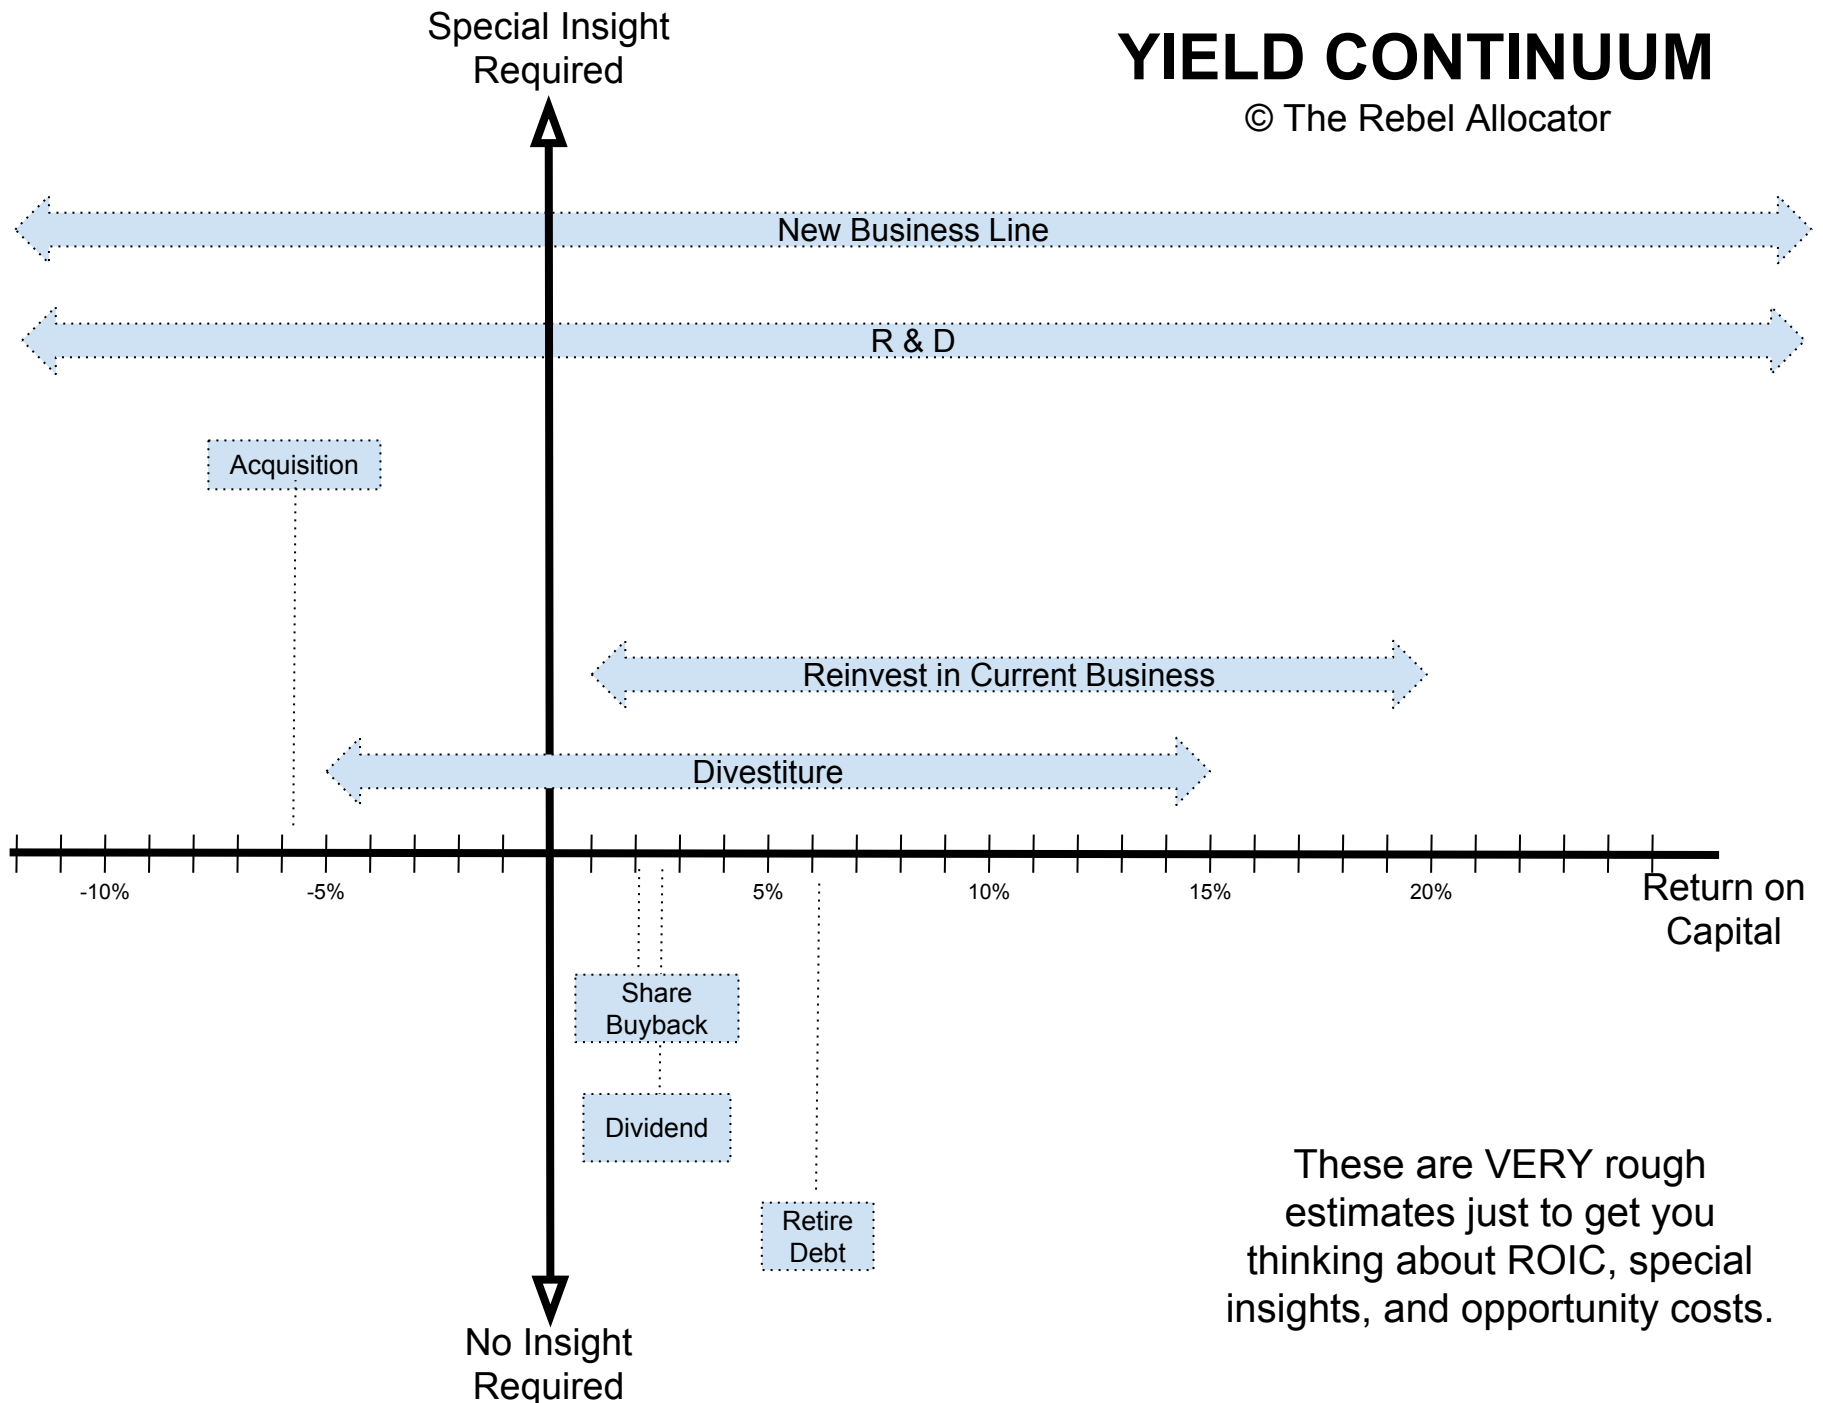 Special Insight
Required
YIELD CONTINUUM
© The Rebel Allocator
New Business Line
R & D
Acquisition
Reinvest in Current Business
Divestiture
-10%
-5%
5%
10%
15%
20%
Return on
Capital
Share
Buyback
Dividend
Retire
Debt
These are VERY rough
estimates just to get you
thinking about ROIC, special
insights, and opportunity costs.
No Insight
Required